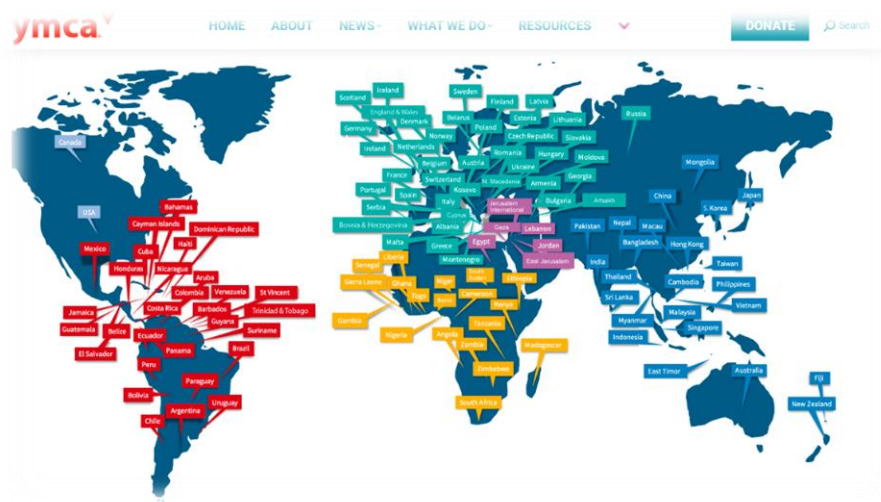 ymca
HOME ABOUT NEWS WHAT WE DO RESOURCES DONATE Search
Canada
USA
Bahamas
Cayman Islands
Dominican Republic
Mexico
Cuba
Haiti
Honduras
Nicaragua
Aruba
Colombia
Venezuela
St Vincent
Jamaica
Costa Rica
Barbados
Trinidad & Tobago
Guatemala
Belize
Guyana
Suriname
El Salvador
Ecuador
Panama
Brazil
Peru
Paraguay
Bolivia
Uruguay
Chile
Argentina
Iceland
Scotland
Sweden
Finland
Latvia
England & Wales
Denmark
Belarus
Estonia
Lithuania
Germany
Norway
Poland
Czech Republic
Slovakia
Ireland
Netherlands
Romania
Hungary
Moldova
Belgium
Austria
Ukraine
France
Switzerland
N. Macedonia
Armenia
Georgia
Portugal
Spain
Kosovo
Italy
Jerusalem
International
Bulgaria
Serbia
Cyprus
Bosnia & Herzegovina
Albania
Gaza
Lebanon
Malta
Greece
Egypt
Jordan
Montenegro
East Jerusalem
Russia
Liberia
Senegal
Sierra Leone
Ghana
Niger
Ethiopia
Togo
Cameroon
Kenya
Gambia
Nigeria
Angola
Tanzania
Zambia
Madagascar
Zimbabwe
South Africa
Mongolia
China
Japan
S. Korea
Pakistan
Nepal
Macau
Bangladesh
Hong Kong
India
Taiwan
Thailand
Cambodia
Philippines
Sri Lanka
Vietnam
Myanmar
Malaysia
Singapore
Indonesia
East Timor
Australia
Fiji
New Zealand